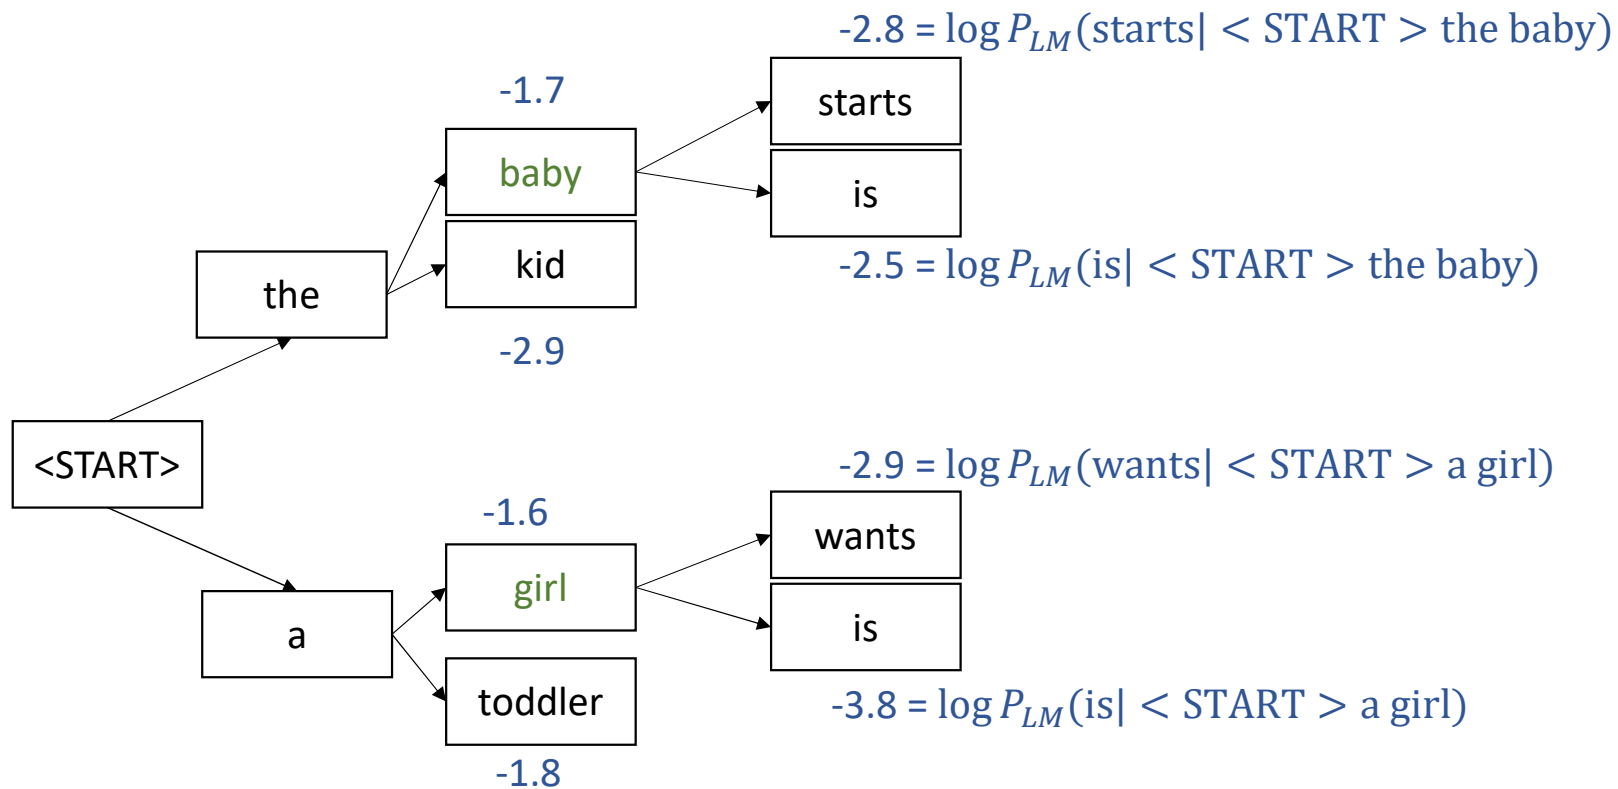 -2.8 = log P_LM(starts| < START > the baby)
-1.7
starts
baby
is
kid
-2.5 = log P_LM(is| < START > the baby)
the
-2.9
<START>
-2.9 = log P_LM(wants| < START > a girl)
-1.6
wants
girl
is
a
toddler
-3.8 = log P_LM(is| < START > a girl)
-1.8